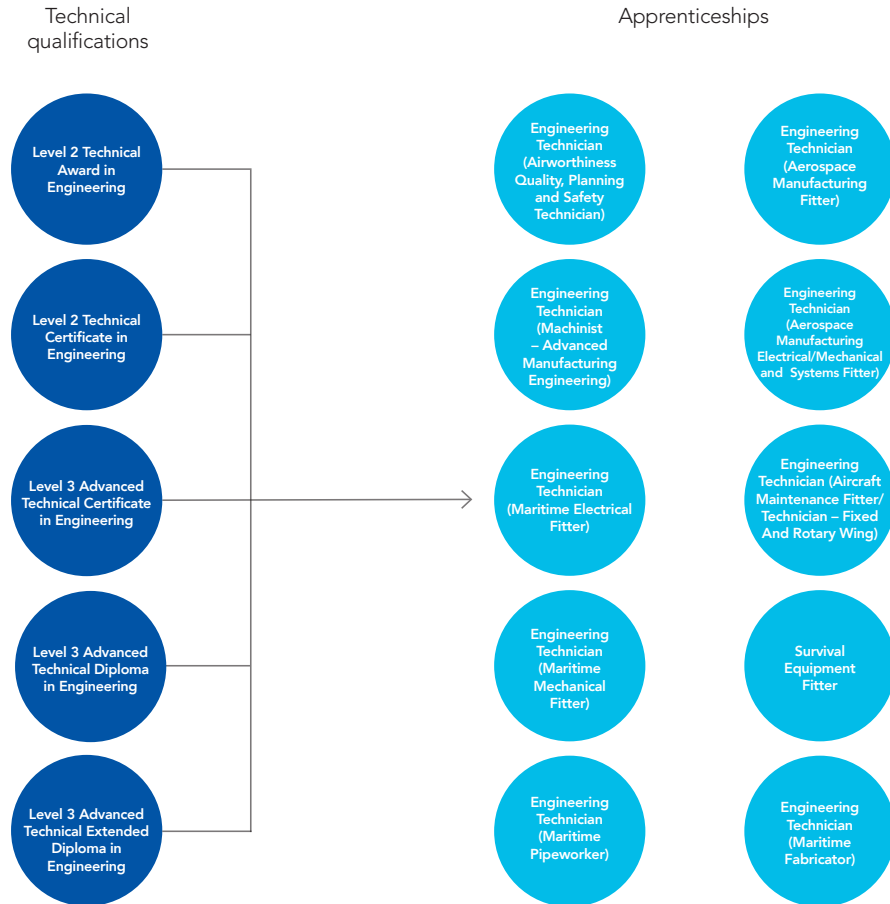 Technical
qualifications
Apprenticeships
Level 2 Technical
Award in
Engineering
Engineering
Technician
(Airworthiness
Quality, Planning
and Safety
Technician)
Engineering
Technician
(Aerospace
Manufacturing
Fitter)
Level 2 Technical
Certificate in
Engineering
Engineering
Technician
(Machinist
– Advanced
Manufacturing
Engineering)
Engineering
Technician
(Aerospace
Manufacturing
Electrical/Mechanical
and Systems Fitter)
Level 3 Advanced
Technical Certificate
in Engineering
Engineering
Technician
(Maritime Electrical
Fitter)
Engineering
Technician (Aircraft
Maintenance Fitter/
Technician – Fixed
And Rotary Wing)
Level 3 Advanced
Technical Diploma
in Engineering
Engineering
Technician
(Maritime
Mechanical
Fitter)
Survival
Equipment
Fitter
Level 3 Advanced
Technical Extended
Diploma in
Engineering
Engineering
Technician
(Maritime
Pipeworker)
Engineering
Technician
(Maritime
Fabricator)